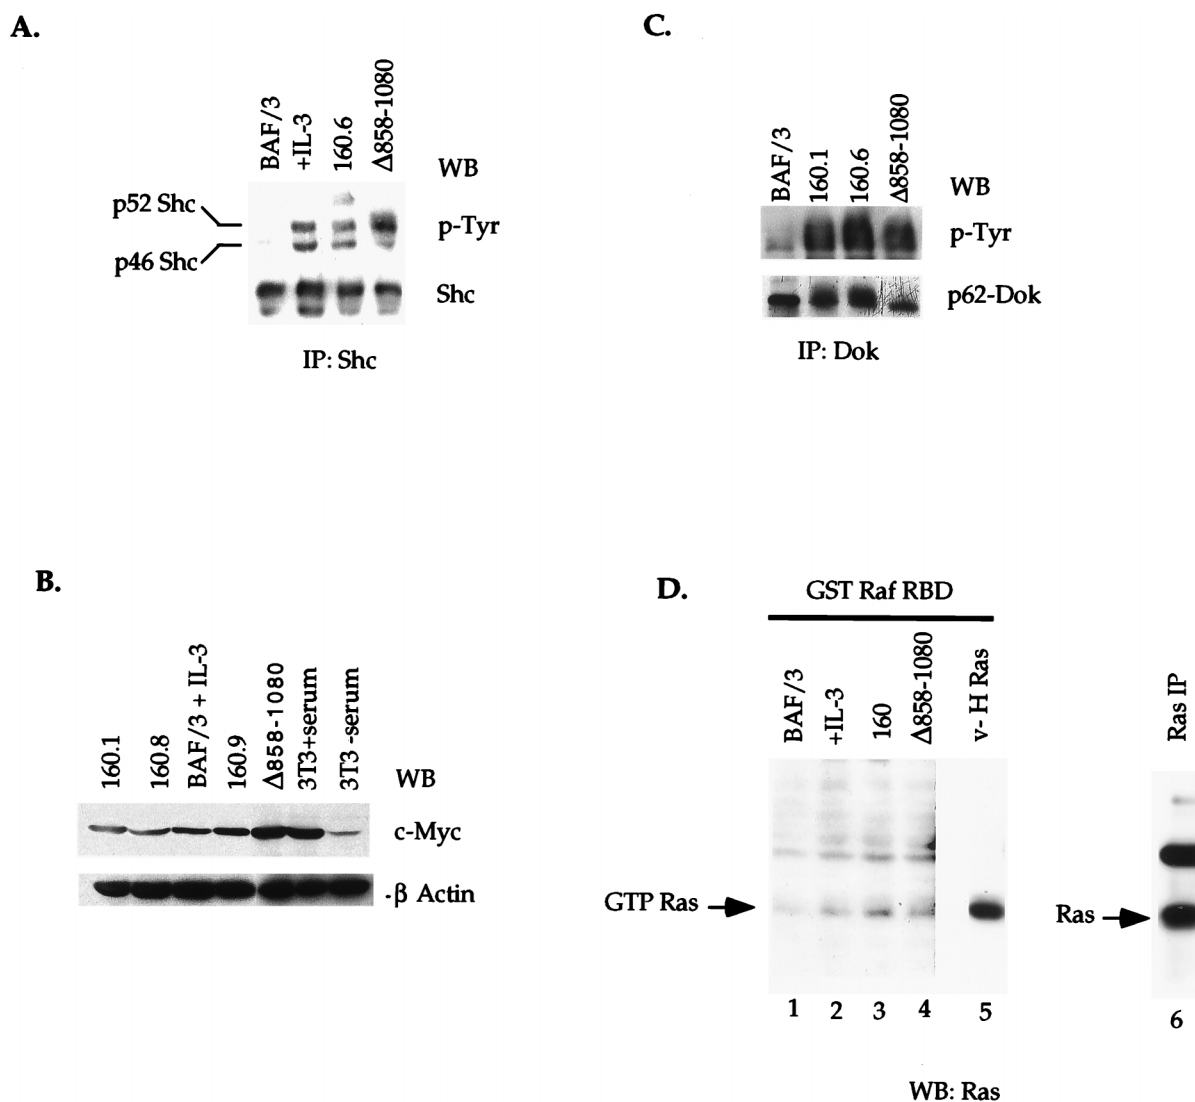 A.
BAF/3
+IL-3
160.6
Δ858-1080
WB
p52 Shc
p-Tyr
p46 Shc
Shc
IP: Shc
C.
BAF/3
160.1
160.6
Δ858-1080
WB
p-Tyr
p62-Dok
IP: Dok
B.
160.1
160.8
BAF/3 + IL-3
160.9
Δ858-1080
3T3+serum
3T3 -serum
WB
c-Myc
β Actin
D.
GST Raf RBD
BAF/3
+IL-3
160
Δ858-1080
v- H Ras
Ras IP
GTP Ras
Ras
1 2 3 4 5
6
WB: Ras